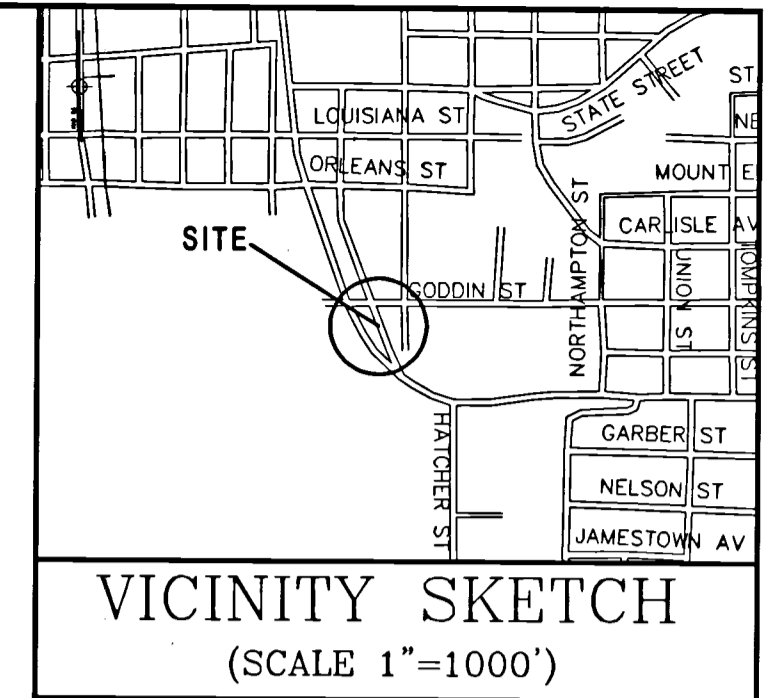 STATE STREET
ST
LOUISIANA ST
NE
ORLEANS ST
MOUNT E
NORTHAMPTON ST
CARLISLE AV
SITE
UNION ST
TOMPKINS ST
GODDIN ST
HATCHER ST
GARBER ST
NELSON ST
JAMESTOWN AV
VICINITY SKETCH
(SCALE 1"=1000')